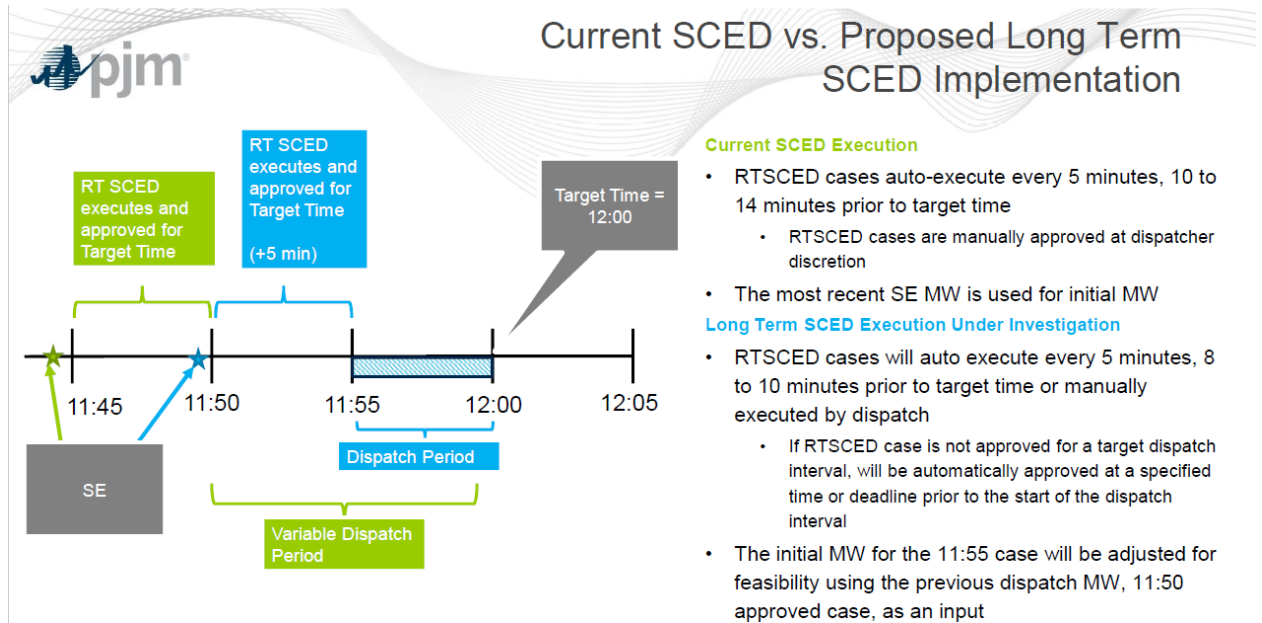 pjm
Current SCED vs. Proposed Long Term
SCED Implementation
RT SCED
executes and
approved for
Target Time
RT SCED
executes and
approved for
Target Time
(+5 min)
Target Time =
12:00
11:45
11:50
11:55
12:00
12:05
SE
Dispatch Period
Variable Dispatch
Period
Current SCED Execution
• RTSCED cases auto-execute every 5 minutes, 10 to
14 minutes prior to target time
• RTSCED cases are manually approved at dispatcher
discretion
• The most recent SE MW is used for initial MW
Long Term SCED Execution Under Investigation
• RTSCED cases will auto execute every 5 minutes, 8
to 10 minutes prior to target time or manually
executed by dispatch
• If RTSCED case is not approved for a target dispatch
interval, will be automatically approved at a specified
time or deadline prior to the start of the dispatch
interval
• The initial MW for the 11:55 case will be adjusted for
feasibility using the previous dispatch MW, 11:50
approved case, as an input